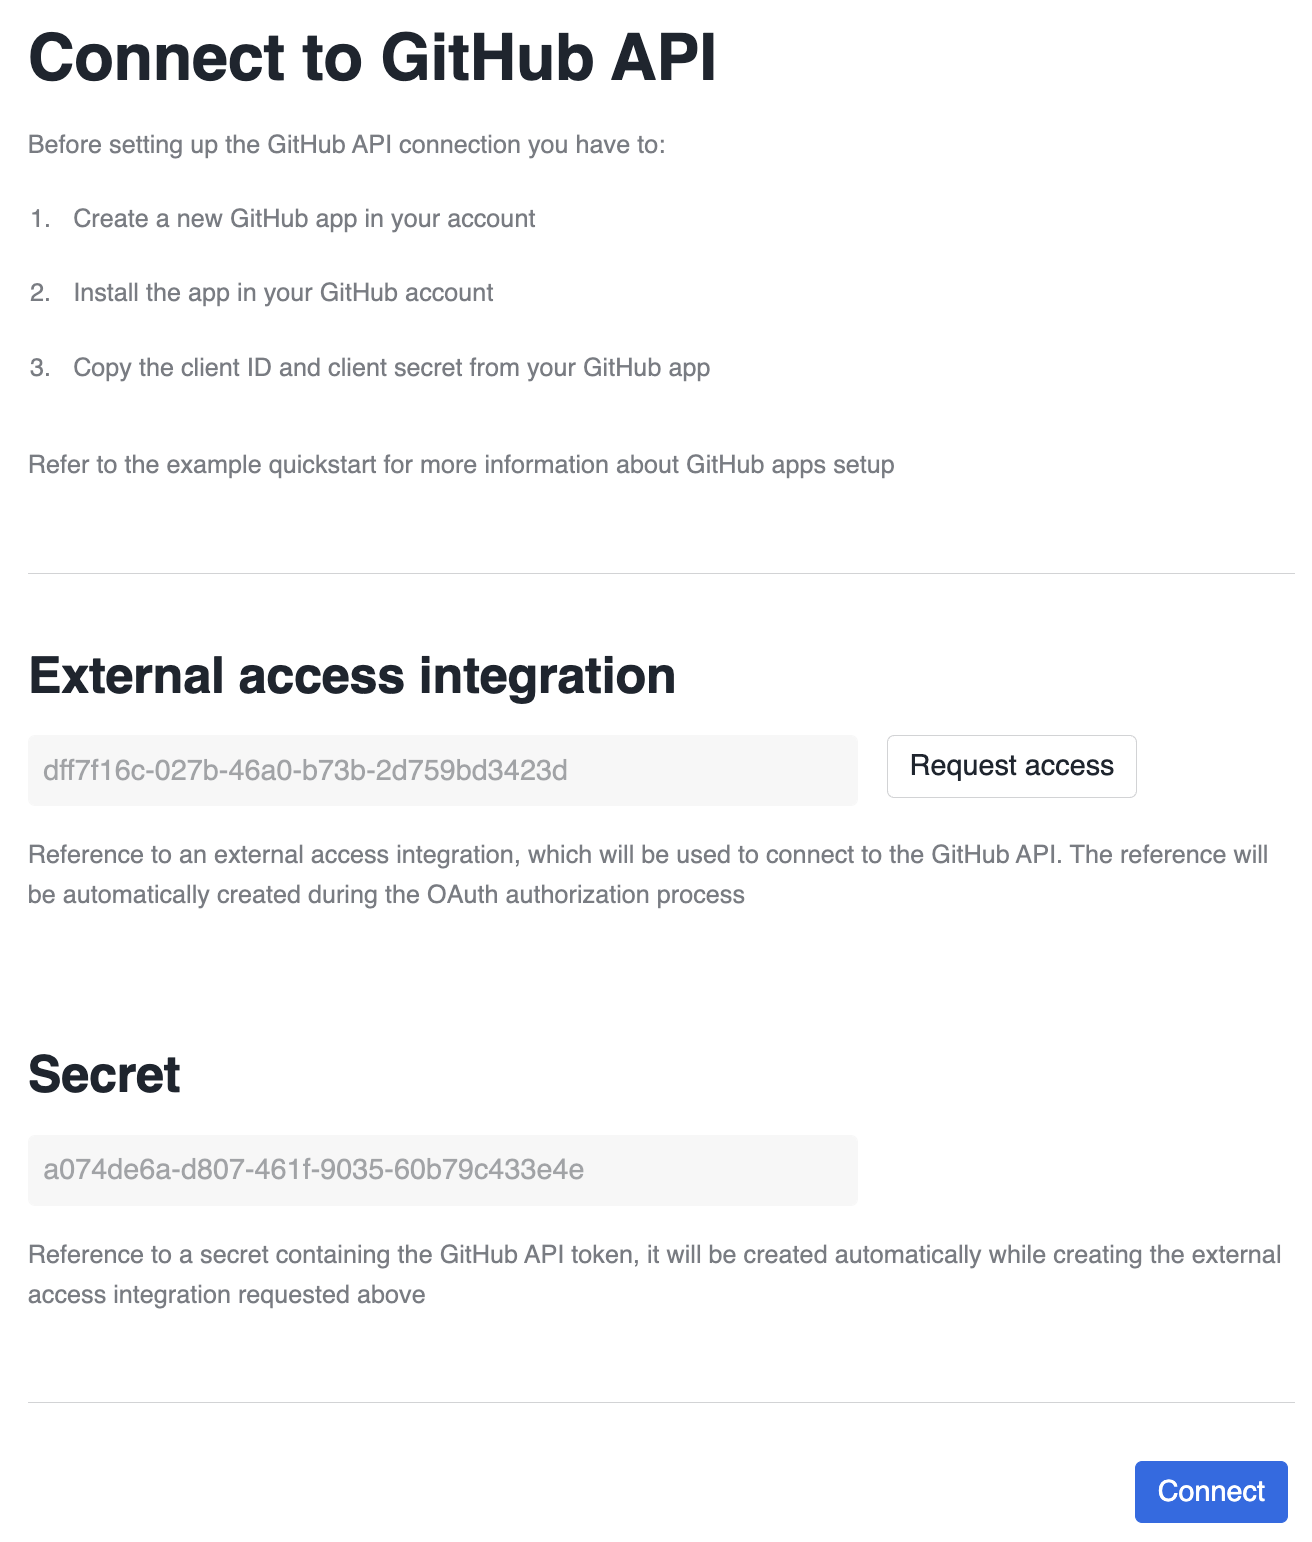 Connect to GitHub API
Before setting up the GitHub API connection you have to:
1. Create a new GitHub app in your account
2. Install the app in your GitHub account
3. Copy the client ID and client secret from your GitHub app
Refer to the example quickstart for more information about GitHub apps setup
External access integration
dff7f16c-027b-46a0-b73b-2d759bd3423d
Request access
Reference to an external access integration, which will be used to connect to the GitHub API. The reference will
be automatically created during the OAuth authorization process
Secret
a074de6a-d807-461f-9035-60b79c433e4e
Reference to a secret containing the GitHub API token, it will be created automatically while creating the external
access integration requested above
Connect